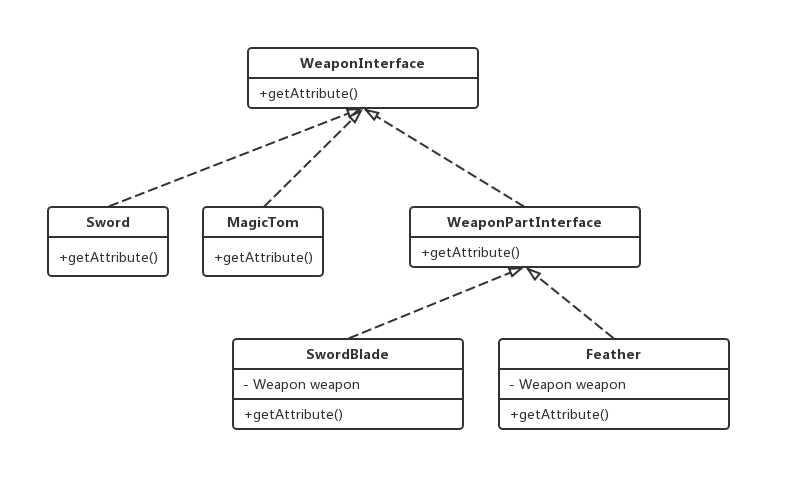 WeaponInterface
+getAttribute()
Sword
+getAttribute()
MagicTom
+getAttribute()
WeaponPartInterface
+getAttribute()
SwordBlade
- Weapon weapon
+getAttribute()
Feather
- Weapon weapon
+getAttribute()